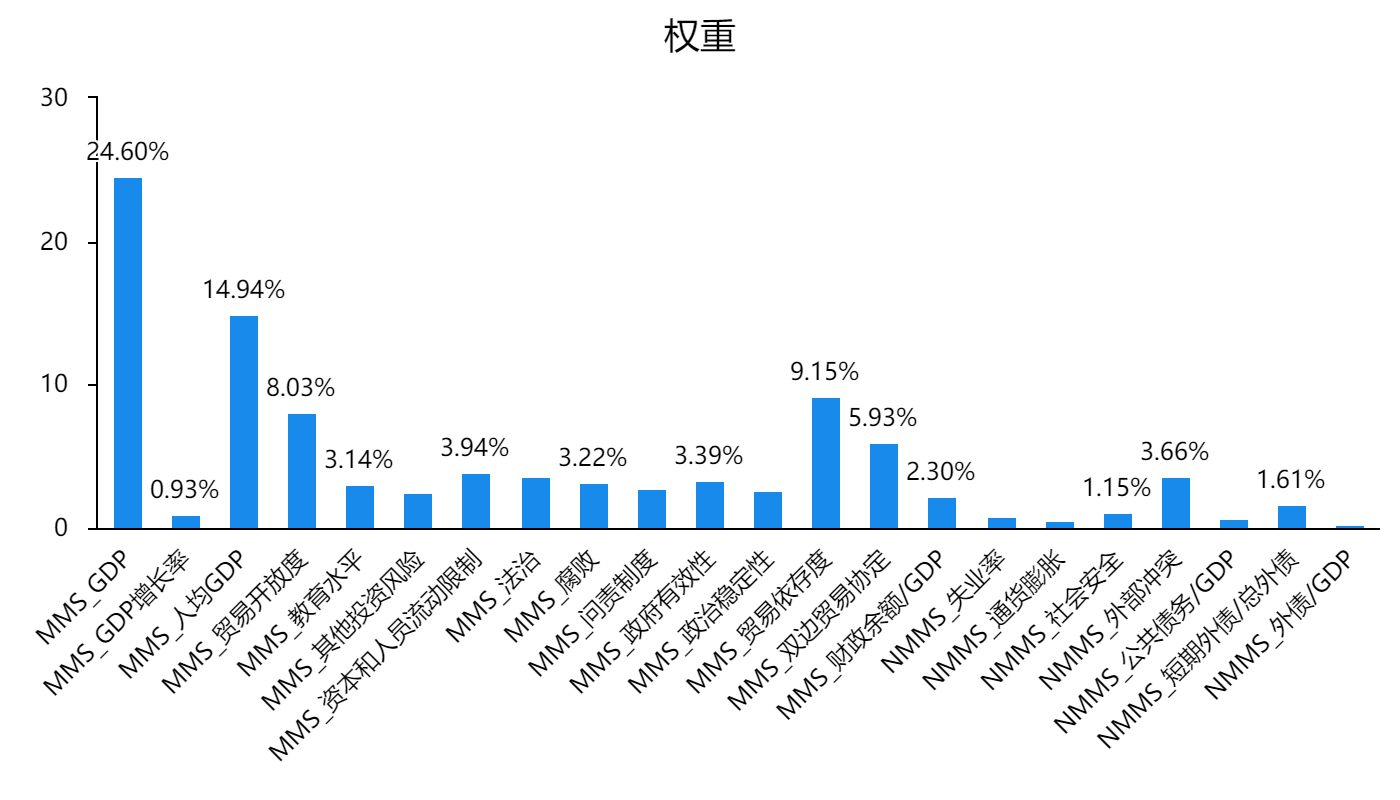 权重
30
20
10
0
24.60%
0.93%
14.94%
8.03%
3.14%
3.94%
3.22%
3.39%
9.15%
5.93%
2.30%
1.15%
3.66%
1.61%
MMS_GDP
MMS_GDP增长率
MMS_人均GDP
MMS_贸易开放度
MMS_教育水平
MMS_其他投资风险
MMS_资本和人员流动限制
MMS_法治
MMS_腐败
MMS_问责制度
MMS_政府有效性
MMS_政治稳定性
MMS_贸易依存度
MMS_双边贸易协定
MMS_财政余额/GDP
NMMS_失业率
NMMS_通货膨胀
NMMS_社会安全
NMMS_外部冲突
NMMS_公共债务/GDP
NMMS_短期外债/总外债
NMMS_外债/GDP